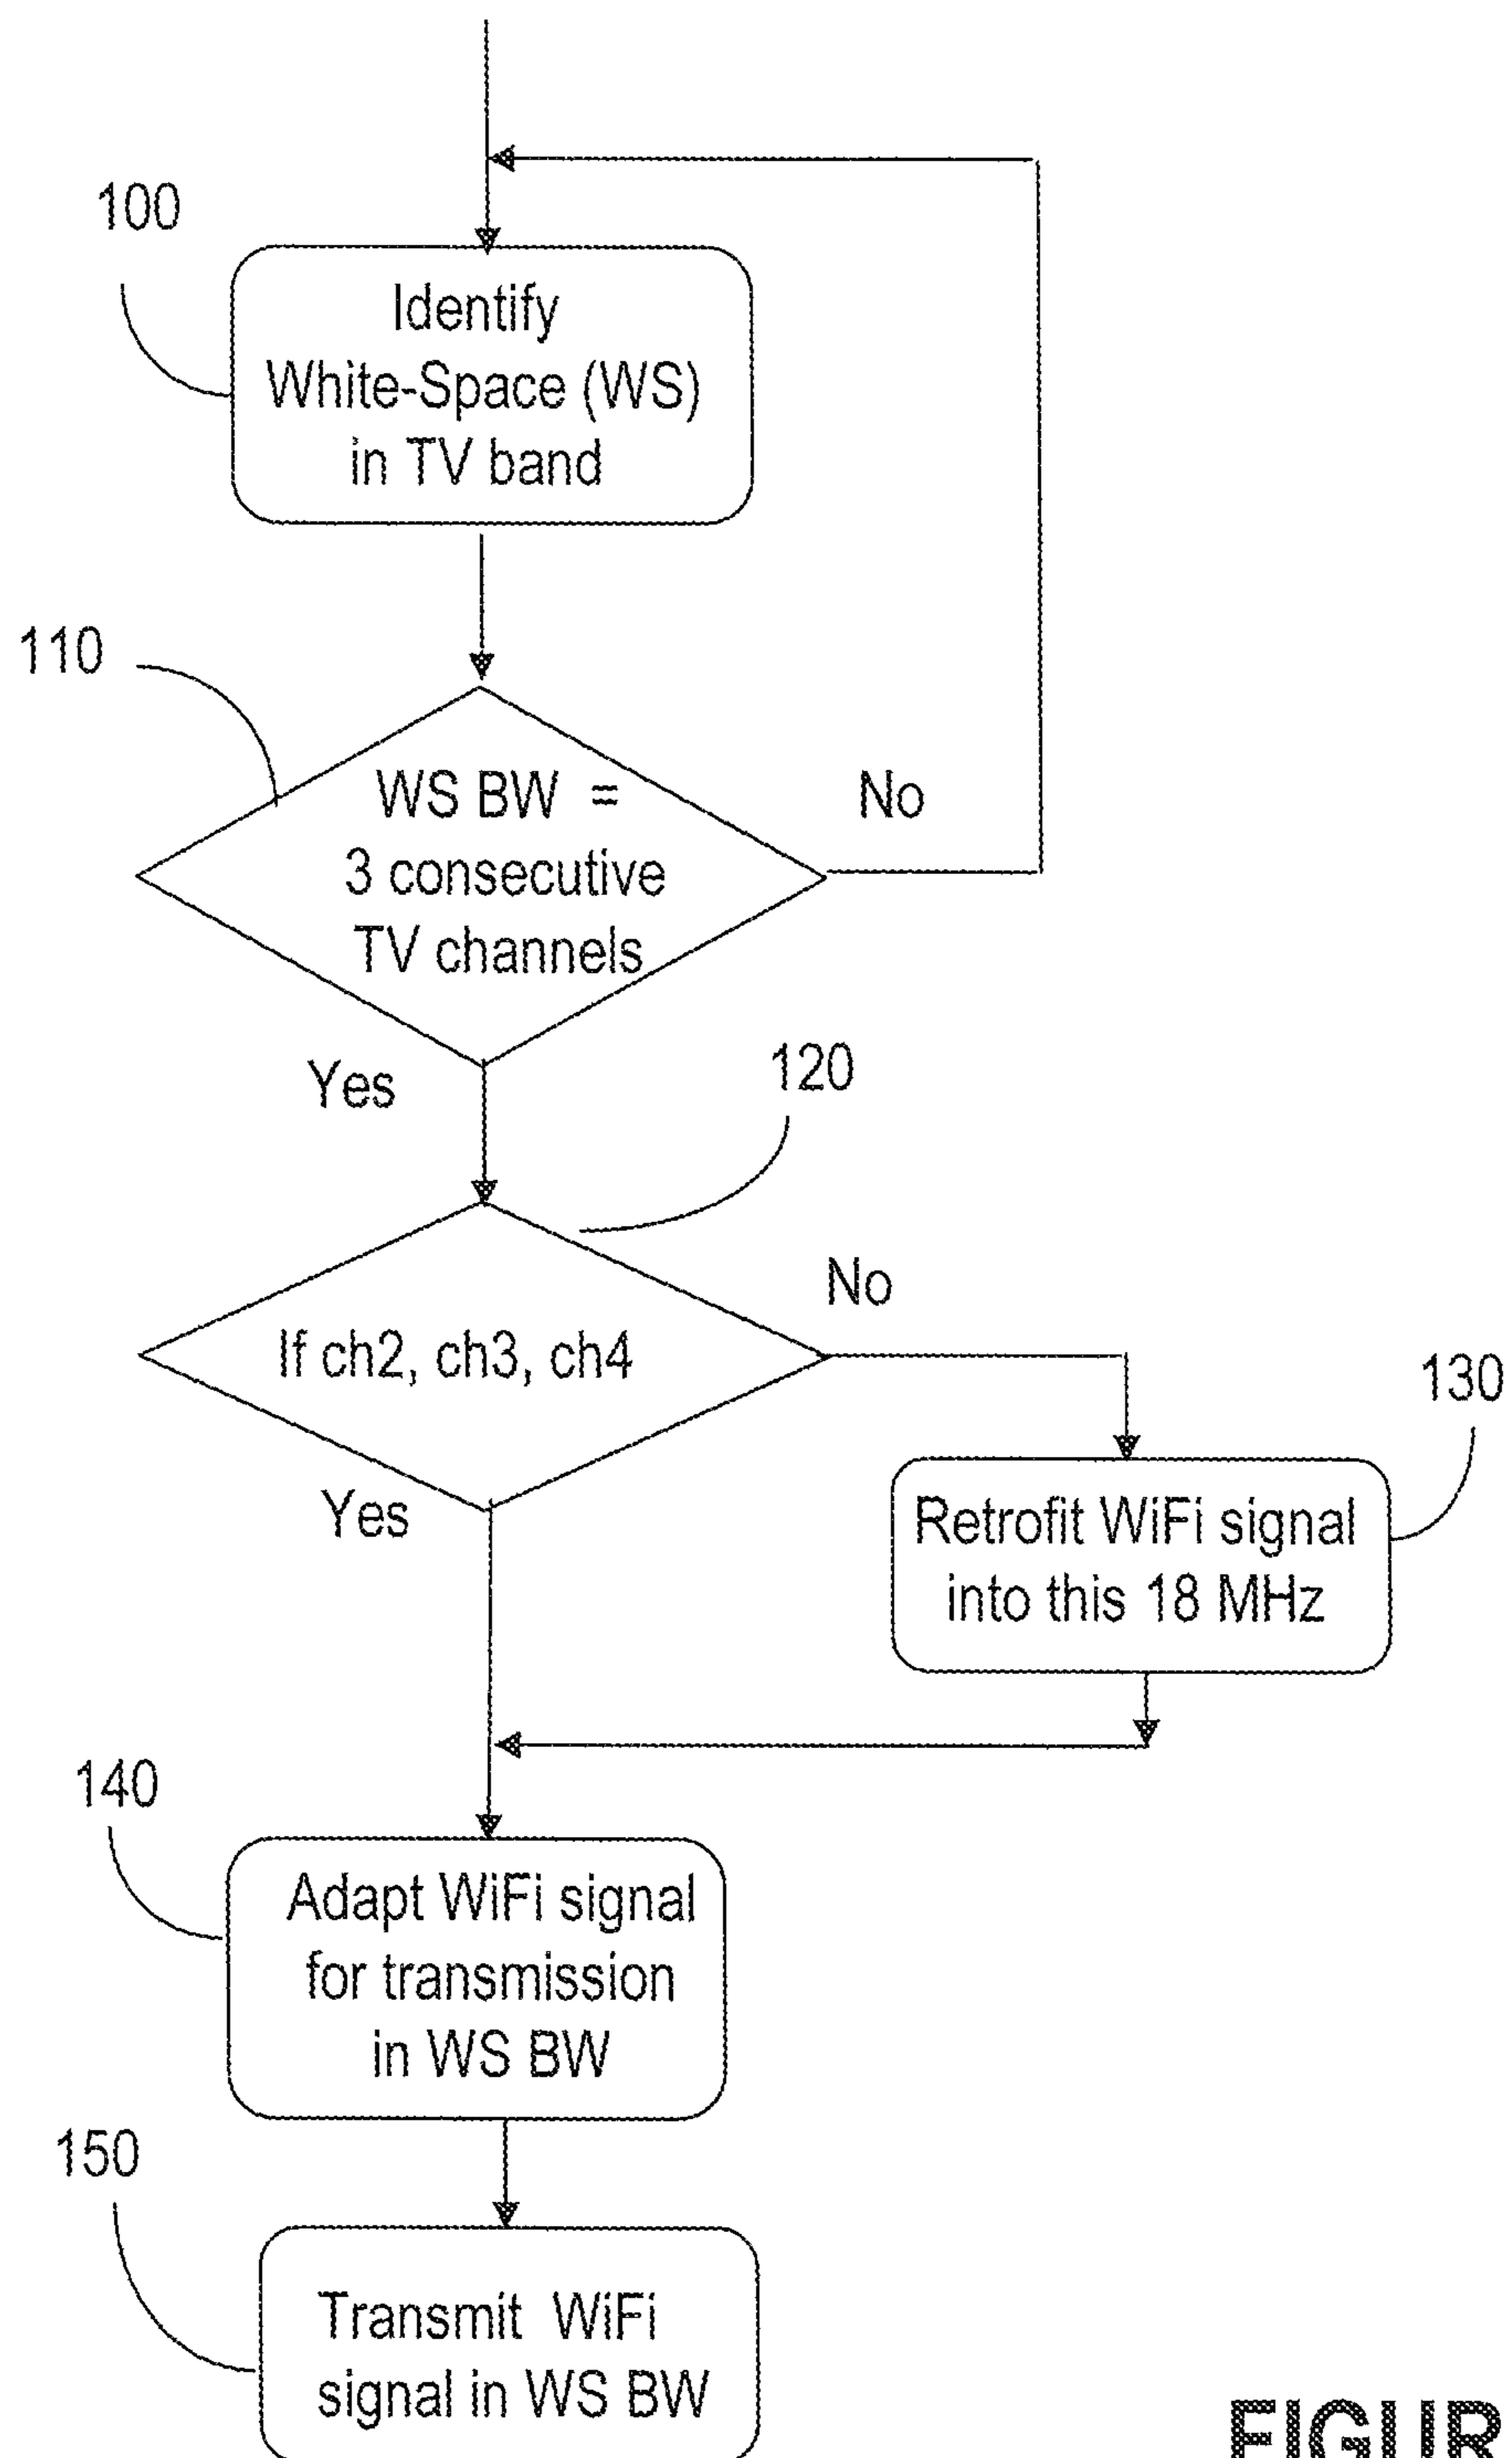 100
Identify
White-Space (WS)
in TV band
110
WS BW =
3 consecutive
TV channels
No
Yes
120
If ch2, ch3, ch4
No
Yes
130
Retrofit WiFi signal
into this 18 MHz
140
Adapt WiFi signal
for transmission
in WS BW
150
Transmit WiFi
signal in WS BW